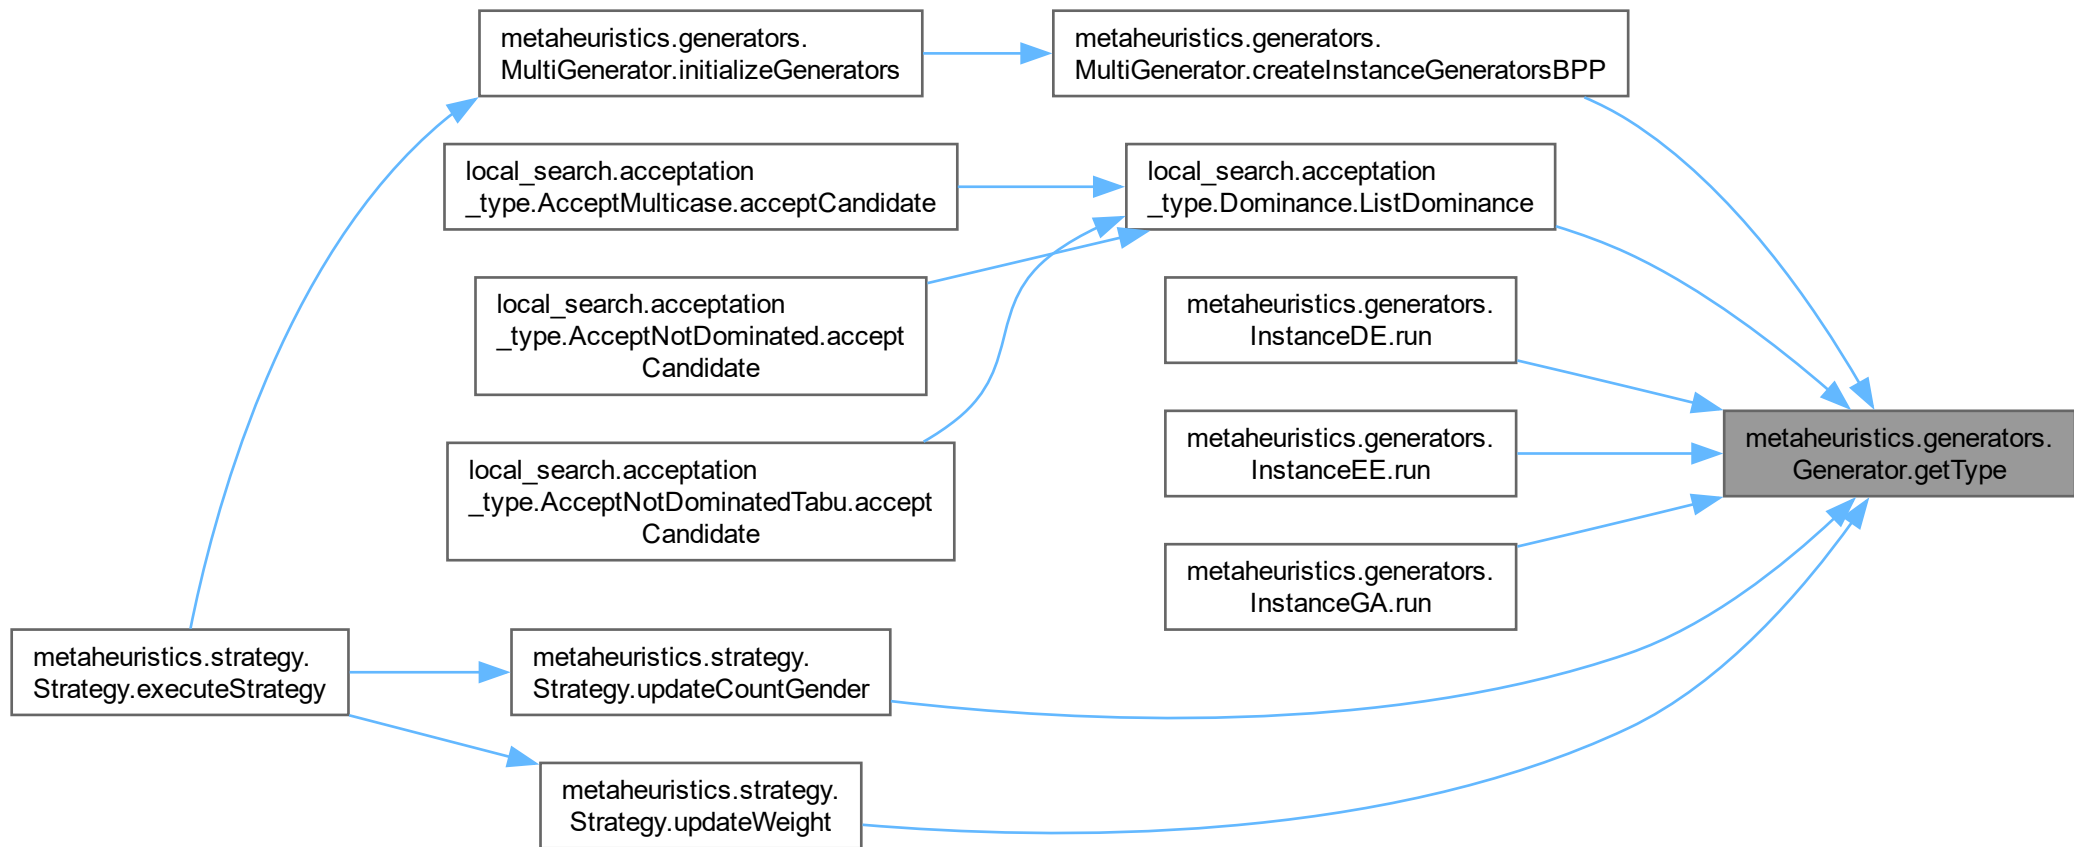 metaheuristics.generators.
MultiGenerator.initializeGenerators
metaheuristics.generators.
MultiGenerator.createInstanceGeneratorsBPP
local_search.acceptation
_type.AcceptMulticase.acceptCandidate
local_search.acceptation
_type.Dominance.ListDominance
local_search.acceptation
_type.AcceptNotDominated.accept
Candidate
metaheuristics.generators.
InstanceDE.run
metaheuristics.generators.
InstanceEE.run
metaheuristics.generators.
Generator.getType
local_search.acceptation
_type.AcceptNotDominatedTabu.accept
Candidate
metaheuristics.generators.
InstanceGA.run
metaheuristics.strategy.
Strategy.executeStrategy
metaheuristics.strategy.
Strategy.updateCountGender
metaheuristics.strategy.
Strategy.updateWeight